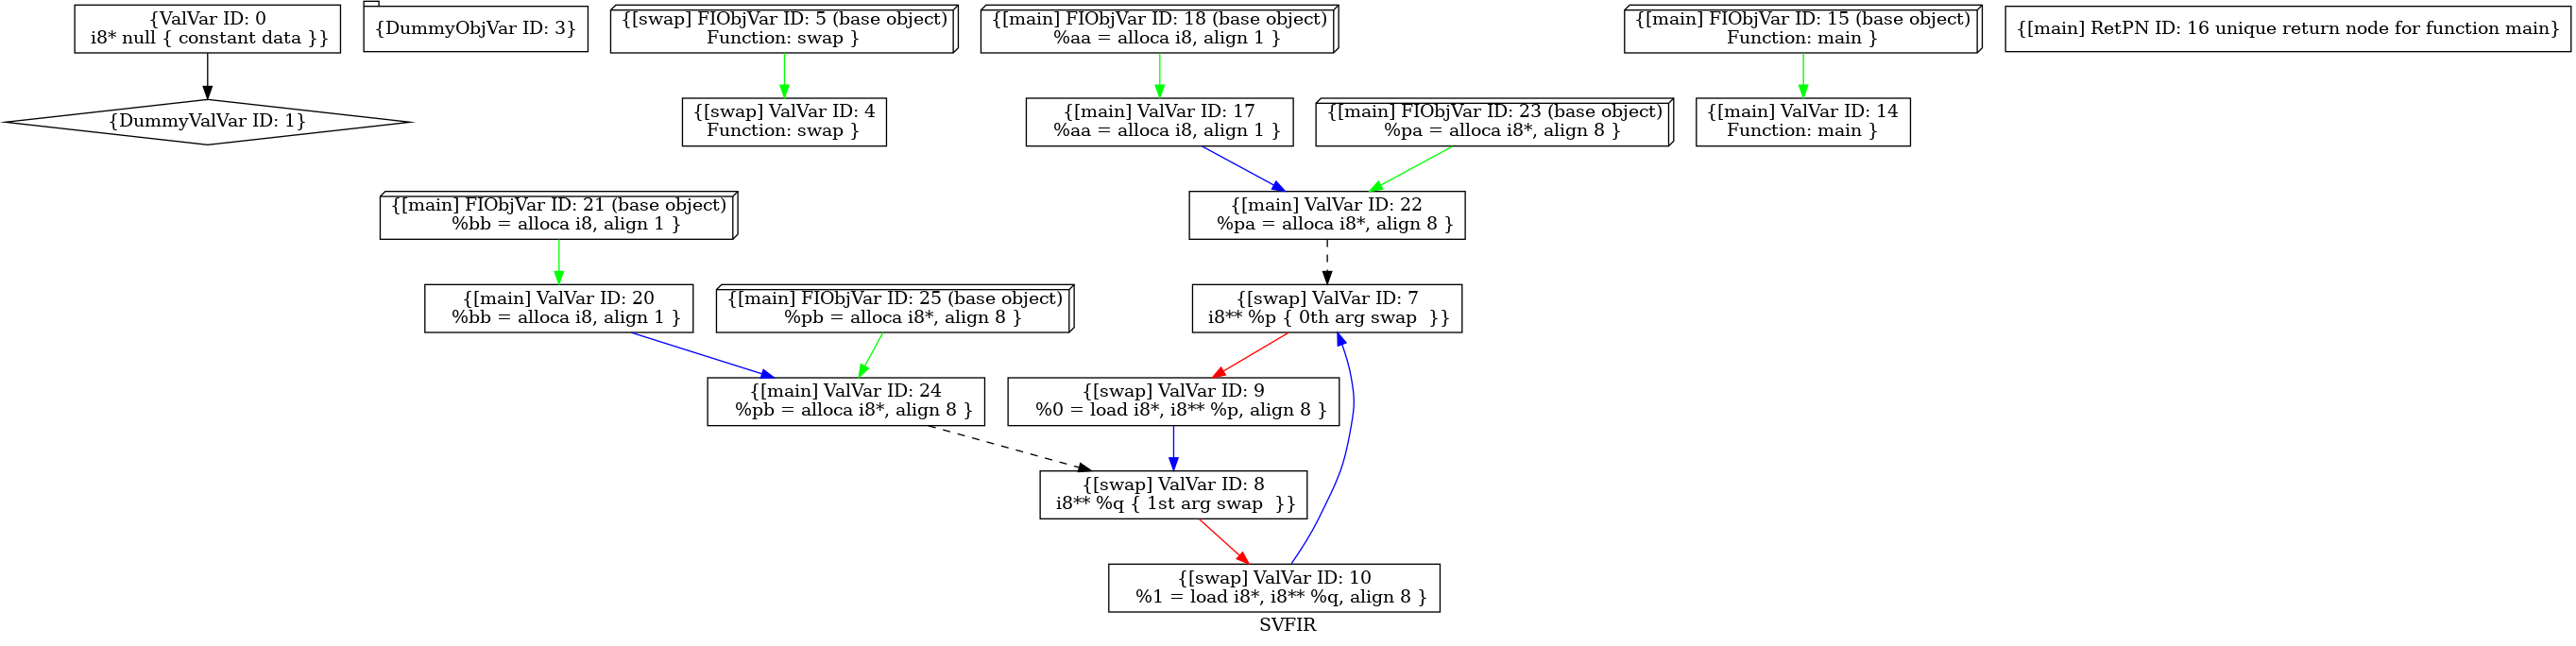 {ValVar ID: 0
i8* null { constant data }}
{DummyObjVar ID: 3}
{[swap] FIObjVar ID: 5 (base object)
Function: swap }
{[main] FIObjVar ID: 18 (base object)
%aa = alloca i8, align 1 }
{[main] FIObjVar ID: 15 (base object)
Function: main }
{[main] RetPN ID: 16 unique return node for function main}
{DummyValVar ID: 1}
{[swap] ValVar ID: 4
Function: swap }
{[main] ValVar ID: 17
%aa = alloca i8, align 1 }
{[main] FIObjVar ID: 23 (base object)
%pa = alloca i8*, align 8 }
{[main] ValVar ID: 14
Function: main }
{[main] FIObjVar ID: 21 (base object)
%bb = alloca i8, align 1 }
{[main] ValVar ID: 22
%pa = alloca i8*, align 8 }
{[main] ValVar ID: 20
%bb = alloca i8, align 1 }
{[main] FIObjVar ID: 25 (base object)
%pb = alloca i8*, align 8 }
{[swap] ValVar ID: 7
i8** %p { 0th arg swap  }}
{[main] ValVar ID: 24
%pb = alloca i8*, align 8 }
{[swap] ValVar ID: 9
%0 = load i8*, i8** %p, align 8 }
{[swap] ValVar ID: 8
i8** %q { 1st arg swap  }}
{[swap] ValVar ID: 10
%1 = load i8*, i8** %q, align 8 }
SVFIR